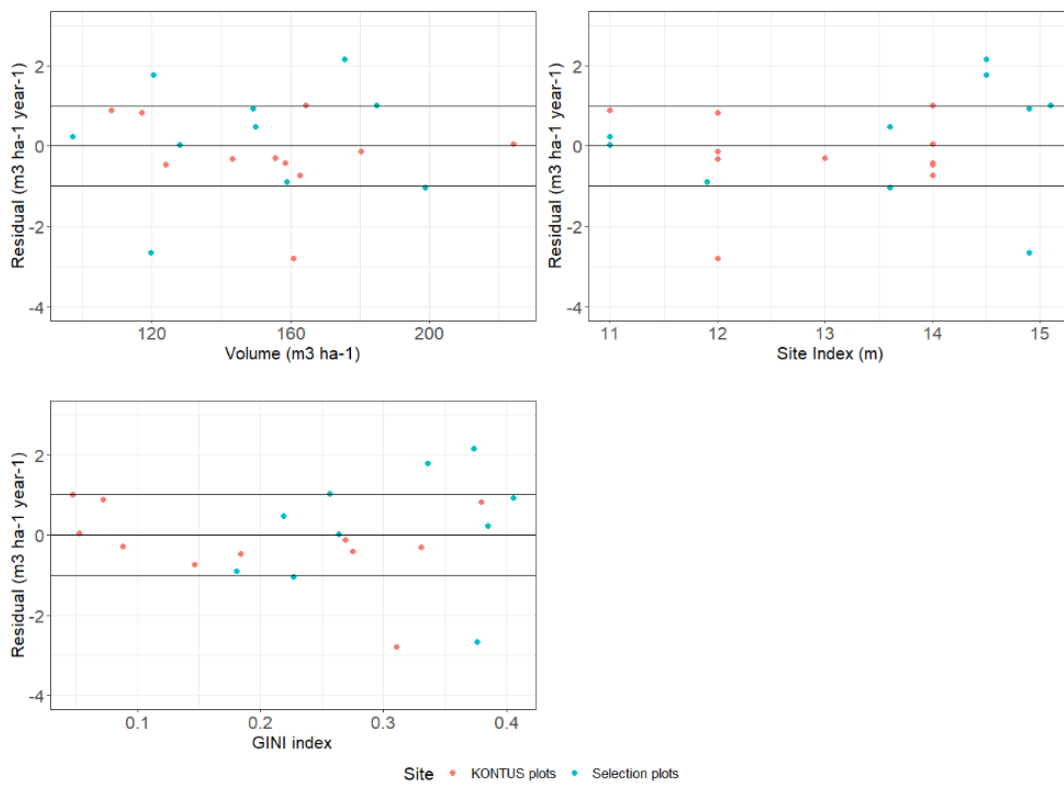 Residual (m3 ha-1 year-1)
2
0
-2
-4
120 160 200
Volume (m3 ha-1)
Residual (m3 ha-1 year-1)
2
0
-2
-4
11 12 13 14 15
Site Index (m)
Residual (m3 ha-1 year-1)
2
0
-2
-4
0.1 0.2 0.3 0.4
GINI index
Site KONTUS plots Selection plots